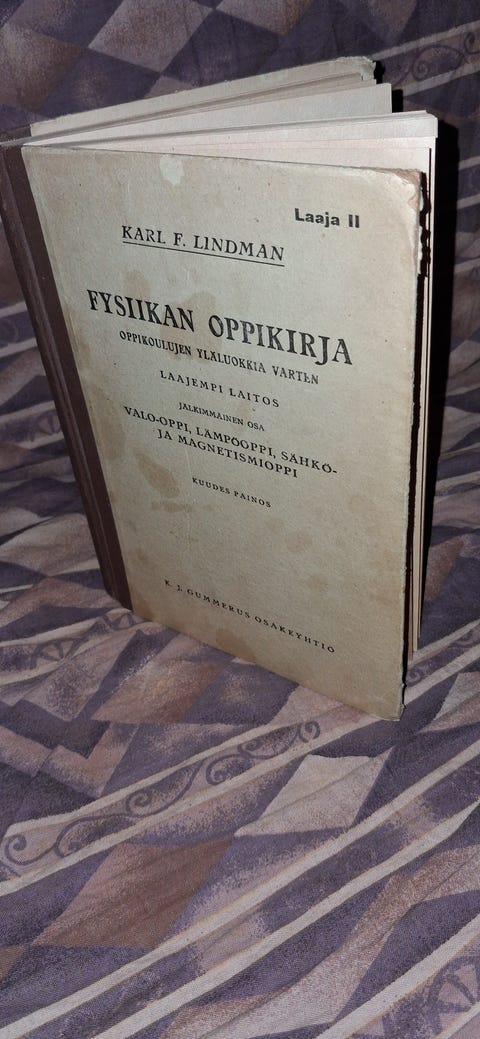 Laaja II
KARL F. LINDMAN
FYSIIKAN OPPIKIRJA
OPPIKOULUJEN YLÄLUOKKIA VARTEN
LAAJEMPI LAITOS
JÄLKIMMÄINEN OSA
VALO-OPPI, LÄMPÖOPPI, SÄHKÖ-
JA MAGNETISMIOPPI
KUUDES PAINOS
K. J. GUMMERUS OSAKEYHTIÖ